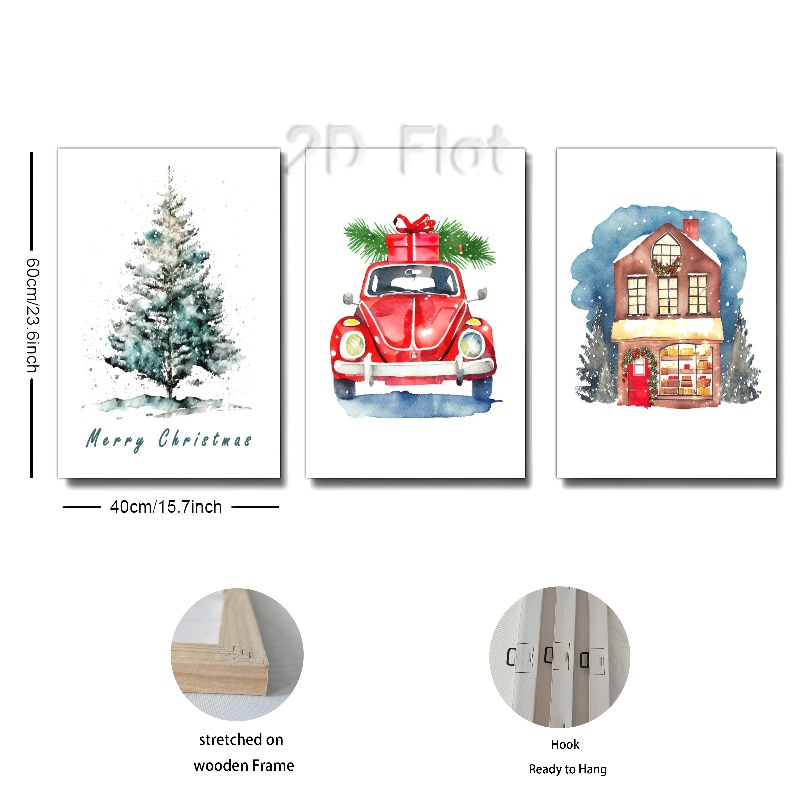 2D Flat
60cm/23.6inch
Merry Christmas
40cm/15.7inch
stretched on
wooden Frame
Hook
Ready to Hang